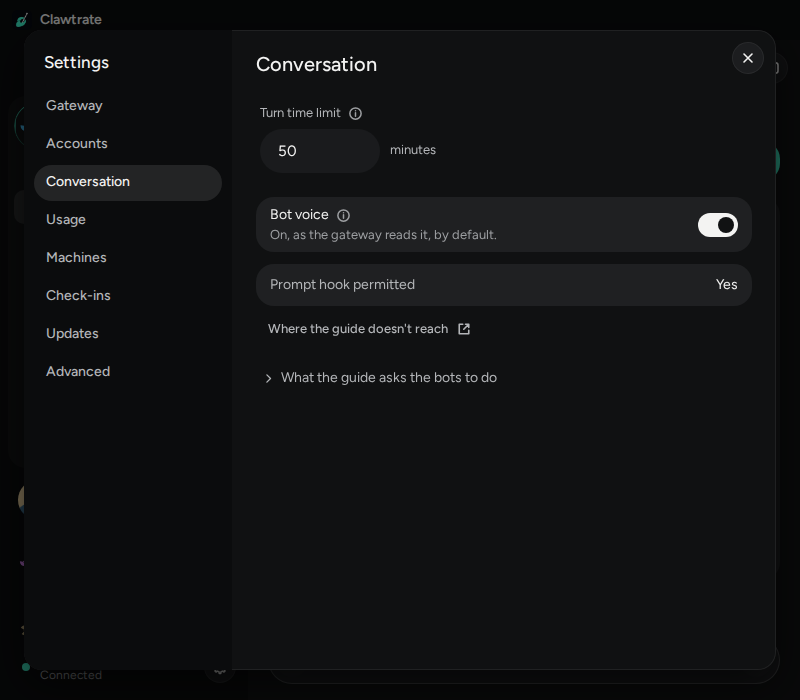 Clawtrate
Settings
Gateway
Accounts
Conversation
Usage
Machines
Check-ins
Updates
Advanced
Conversation
Turn time limit
50 minutes
Bot voice
On, as the gateway reads it, by default.
Prompt hook permitted Yes
Where the guide doesn't reach
What the guide asks the bots to do
Connected